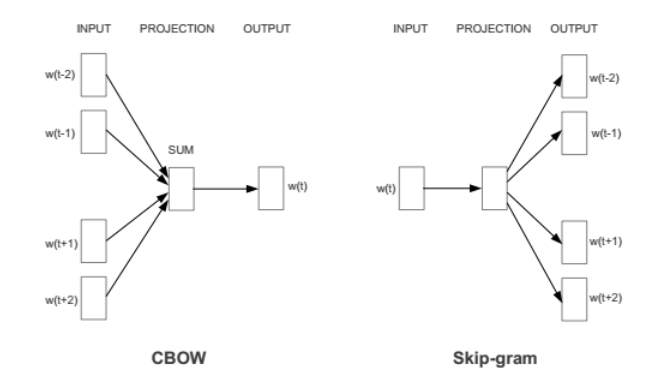 INPUT PROJECTION OUTPUT
w(t-2)
w(t-1)
SUM
w(t)
w(t+1)
w(t+2)
CBOW
INPUT PROJECTION OUTPUT
w(t-2)
w(t-1)
w(t)
w(t+1)
w(t+2)
Skip-gram